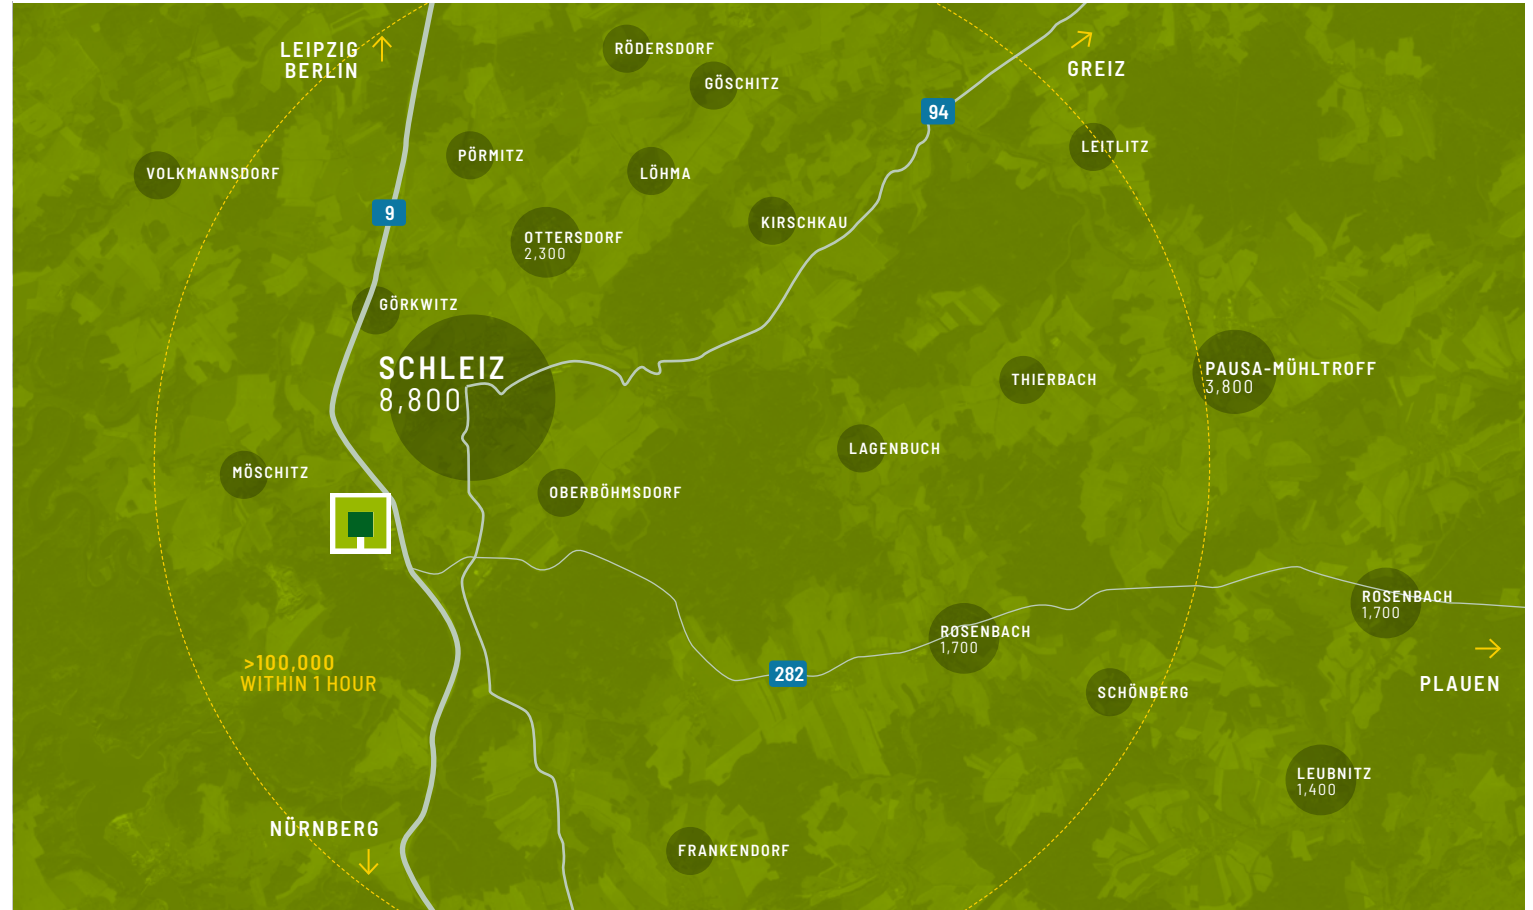 LEIPZIG
BERLIN
RÖDERSDORF
GÖSCHITZ
GREIZ
94
LEITLITZ
PÖRMITZ
VOLKMANNSDORF
LÖHMA
9
KIRSCHKAU
OTTERSDORF
2,300
GÖRKWITZ
SCHLEIZ
8,800
THIERBACH
PAUSA-MÜHLTROFF
3,800
LAGENBUCH
MÖSCHITZ
OBERBÖHMSDORF
ROSENBACH
1,700
ROSENBACH
1,700
>100,000
WITHIN 1 HOUR
282
PLAUEN
SCHÖNBERG
LEUBNITZ
1,400
NÜRNBERG
FRANKENDORF